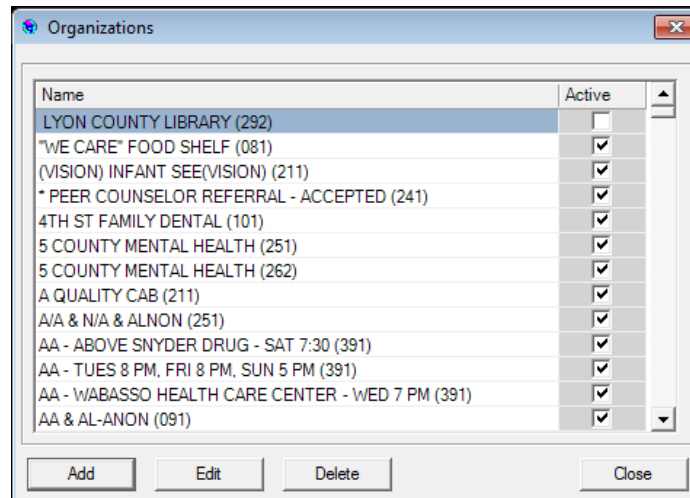 Organizations
Name Active
LYON COUNTY LIBRARY (292)
"WE CARE" FOOD SHELF (081)
(VISION) INFANT SEE(VISION) (211)
* PEER COUNSELOR REFERRAL - ACCEPTED (241)
4TH ST FAMILY DENTAL (101)
5 COUNTY MENTAL HEALTH (251)
5 COUNTY MENTAL HEALTH (262)
A QUALITY CAB (211)
A/A & N/A & ALNON (251)
AA - ABOVE SNYDER DRUG - SAT 7:30 (391)
AA - TUES 8 PM, FRI 8 PM, SUN 5 PM (391)
AA - WABASSO HEALTH CARE CENTER - WED 7 PM (391)
AA & AL-ANON (091)
Add Edit Delete Close